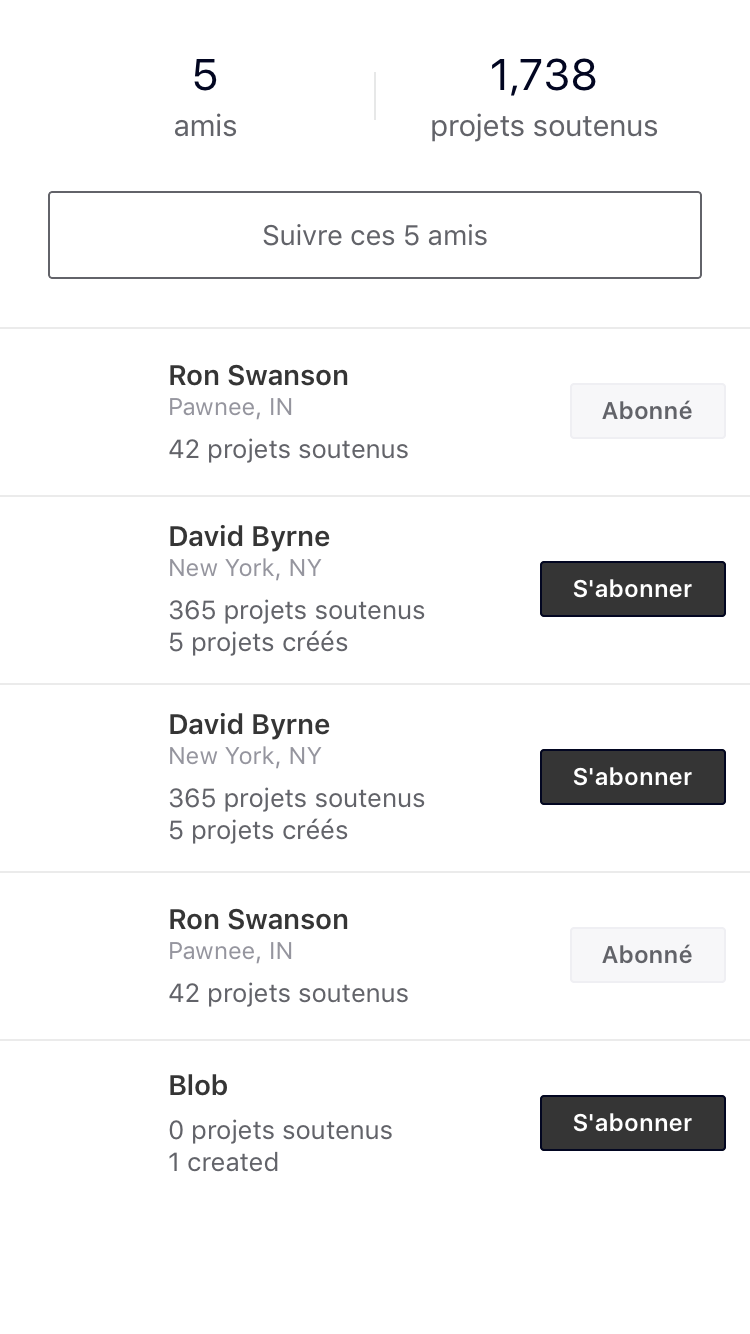 5
amis
1,738
projets soutenus
Suivre ces 5 amis
Ron Swanson
Pawnee, IN
42 projets soutenus
Abonné
David Byrne
New York, NY
365 projets soutenus
5 projets créés
S'abonner
David Byrne
New York, NY
365 projets soutenus
5 projets créés
S'abonner
Ron Swanson
Pawnee, IN
42 projets soutenus
Abonné
Blob
0 projets soutenus
1 created
S'abonner